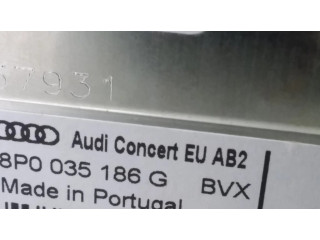 57931
Audi Concert EU AB2
8P0 035 186 G BVX
Made in Portugal